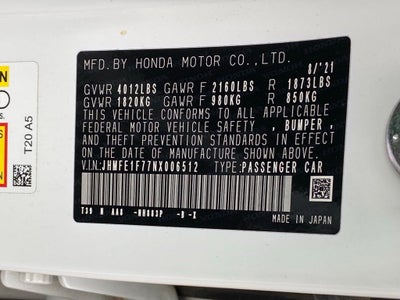 MFD. BY HONDA MOTOR CO., LTD.
8/'21
GVWR 4012LBS GAWR F 2160LBS R 1873LBS
GVWR 1820KG GAWR F 980KG R 850KG
THIS VEHICLE CONFORMS TO ALL APPLICABLE
FEDERAL MOTOR VEHICLE SAFETY , BUMPER ,
AND THEFT PREVENTION STANDARDS IN EFFECT
ON THE DATE OF MANUFACTURE SHOWN ABOVE.
VIN:JHMFE1F77NX006512 TYPE:PASSENGER CAR
MADE IN JAPAN
T20 A5